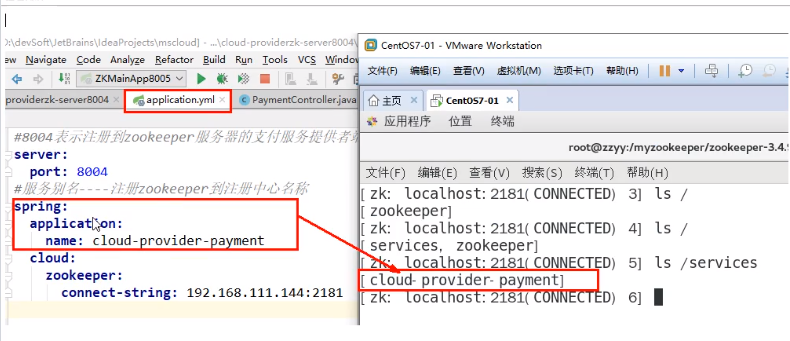 D:\devSoft\JetBrains\IdeaProjects\mscloud) - ...\cloud-providerzk-server8004\
View Navigate Code Analyze Refactor Build Run Tools VCS Window
ZKMainApp8005
providerzk-server8004 application.yml PaymentController.java
#8004表示注册到zookeeper服务器的支付服务提供者
server:
port: 8004
#服务别名----注册zookeeper到注册中心名称
spring:
application:
name: cloud-provider-payment
cloud:
zookeeper:
connect-string: 192.168.111.144:2181
CentOS7-01 - VMware Workstation
文件(F) 编辑(E) 查看(V) 虚拟机(M) 选项卡(T) 帮助(H)
主页 CentOS7-01
应用程序 位置 终端
root@zzyy:/myzookeeper/zookeeper-3.4.
文件(F) 编辑(E) 查看(V) 搜索(S) 终端(T) 帮助(H)
[ zk: localhost:2181( CONNECTED) 3] ls /
[ zookeeper]
[ zk: localhost:2181( CONNECTED) 4] ls /
[ services, zookeeper]
[ zk: localhost:2181( CONNECTED) 5] ls /services
[ cloud-provider-payment]
[ zk: localhost:2181( CONNECTED) 6]